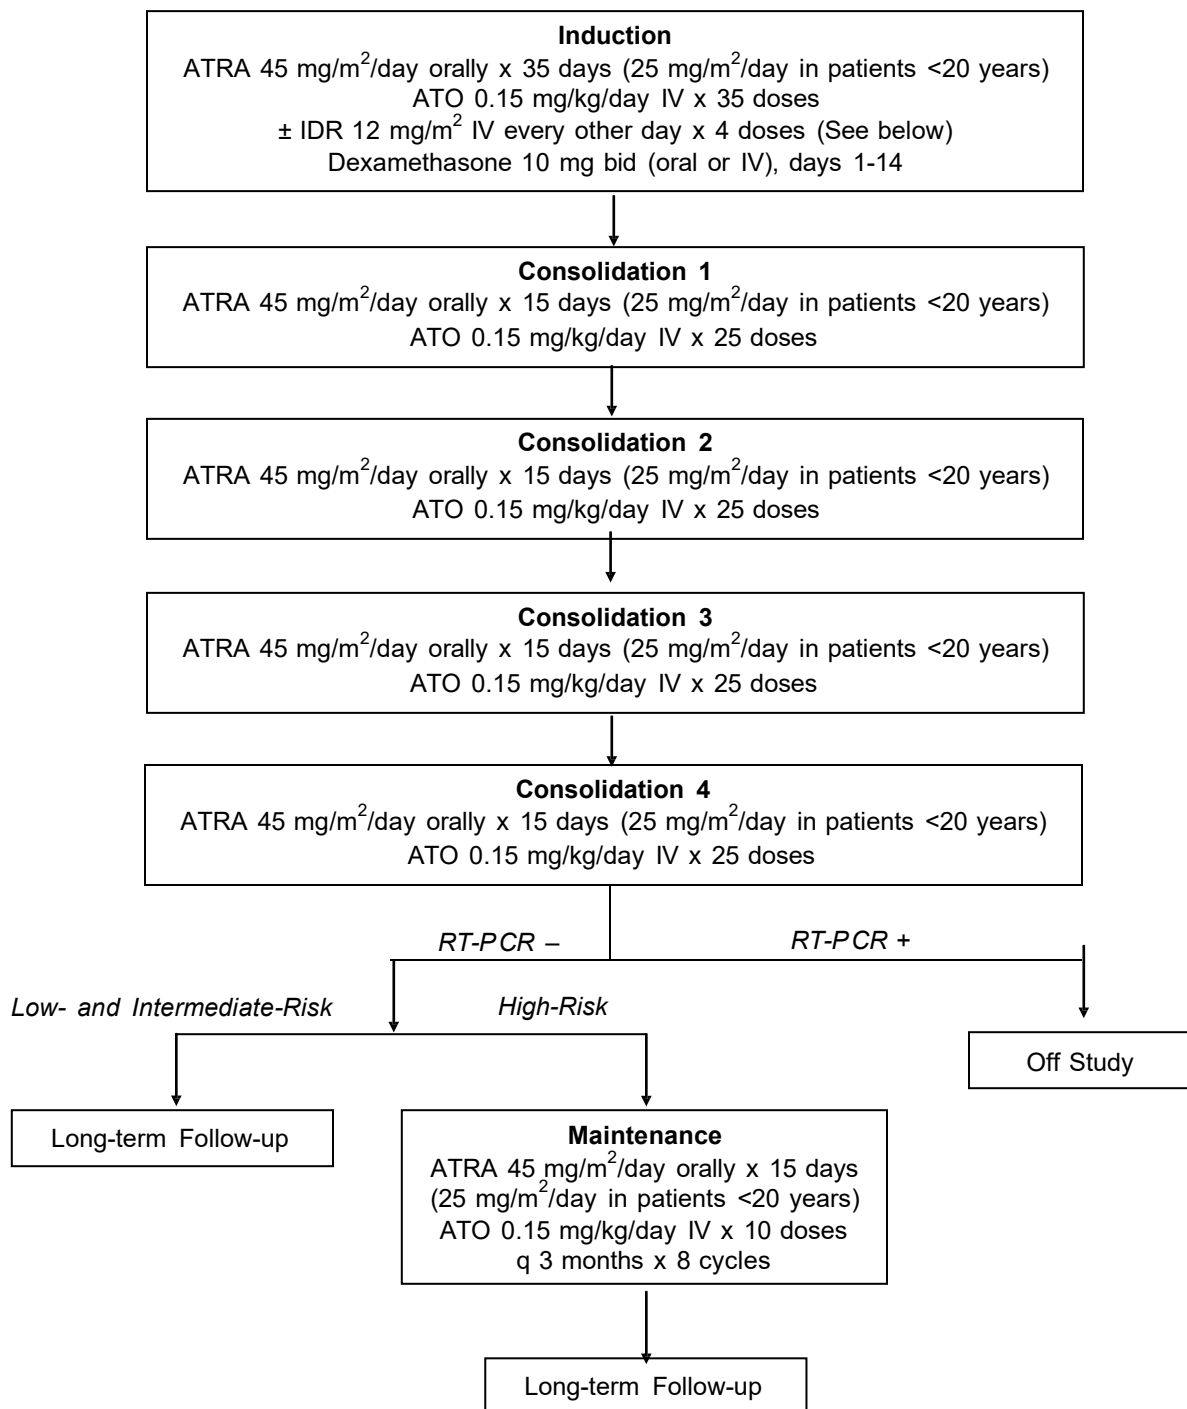 Induction
ATRA 45 mg/m²/day orally x 35 days (25 mg/m²/day in patients <20 years)
ATO 0.15 mg/kg/day IV x 35 doses
± IDR 12 mg/m² IV every other day x 4 doses (See below)
Dexamethasone 10 mg bid (oral or IV), days 1-14
Consolidation 1
ATRA 45 mg/m²/day orally x 15 days (25 mg/m²/day in patients <20 years)
ATO 0.15 mg/kg/day IV x 25 doses
Consolidation 2
ATRA 45 mg/m²/day orally x 15 days (25 mg/m²/day in patients <20 years)
ATO 0.15 mg/kg/day IV x 25 doses
Consolidation 3
ATRA 45 mg/m²/day orally x 15 days (25 mg/m²/day in patients <20 years)
ATO 0.15 mg/kg/day IV x 25 doses
Consolidation 4
ATRA 45 mg/m²/day orally x 15 days (25 mg/m²/day in patients <20 years)
ATO 0.15 mg/kg/day IV x 25 doses
RT-PCR –
RT-PCR +
Low- and Intermediate-Risk
High-Risk
Off Study
Long-term Follow-up
Maintenance
ATRA 45 mg/m²/day orally x 15 days
(25 mg/m²/day in patients <20 years)
ATO 0.15 mg/kg/day IV x 10 doses
q 3 months x 8 cycles
Long-term Follow-up